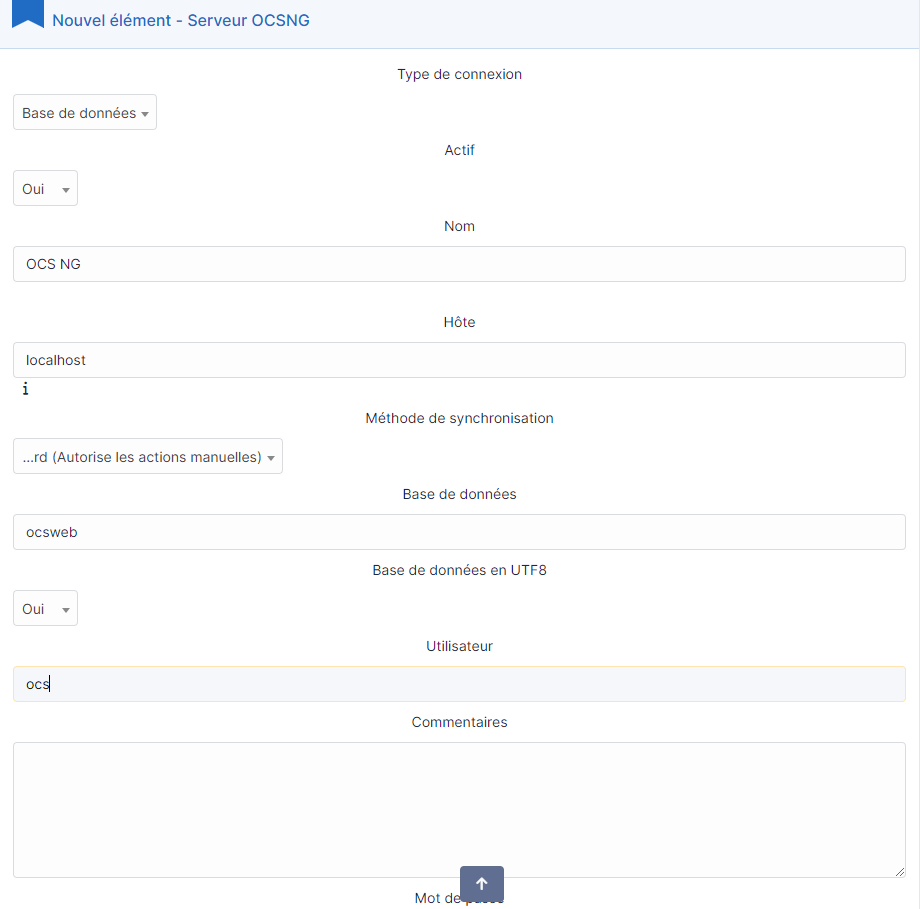 Nouvel élément - Serveur OCSNG
Type de connexion
Base de données
Actif
Oui
Nom
OCS NG
Hôte
localhost
i
Méthode de synchronisation
...rd (Autorise les actions manuelles)
Base de données
ocsweb
Base de données en UTF8
Oui
Utilisateur
ocs
Commentaires
Mot de